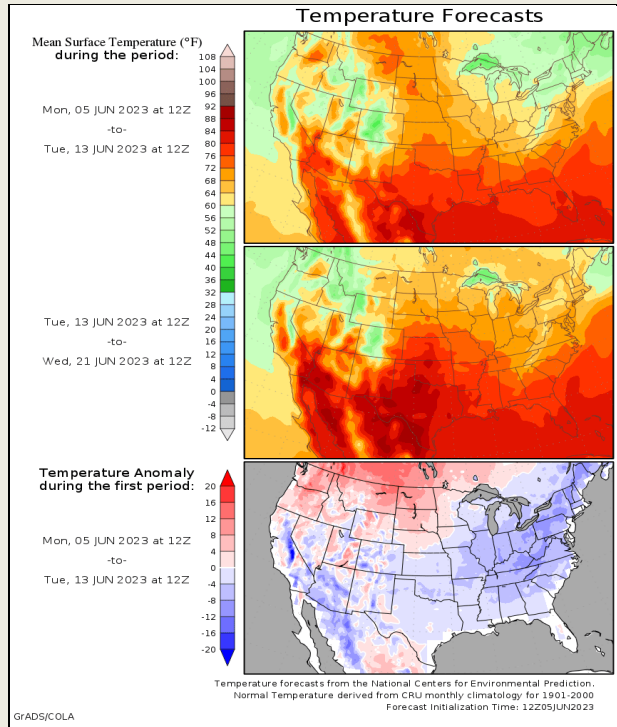 Temperature Forecasts
Mean Surface Temperature (°F)
during the period:
Mon, 05 JUN 2023 at 12Z
-to-
Tue, 13 JUN 2023 at 12Z
108
104
100
96
92
88
84
80
76
72
68
64
60
56
52
48
44
40
36
32
28
24
20
16
12
8
4
0
-4
-8
-12
Tue, 13 JUN 2023 at 12Z
-to-
Wed, 21 JUN 2023 at 12Z
Temperature Anomaly
during the first period:
Mon, 05 JUN 2023 at 12Z
-to-
Tue, 13 JUN 2023 at 12Z
20
16
12
8
4
0
-4
-8
-12
-16
-20
Temperature forecasts from the National Centers for Environmental Prediction.
Normal Temperature derived from CRU monthly climatology for 1901-2000
Forecast Initialization Time: 12Z05JUN2023
GrADS/COLA